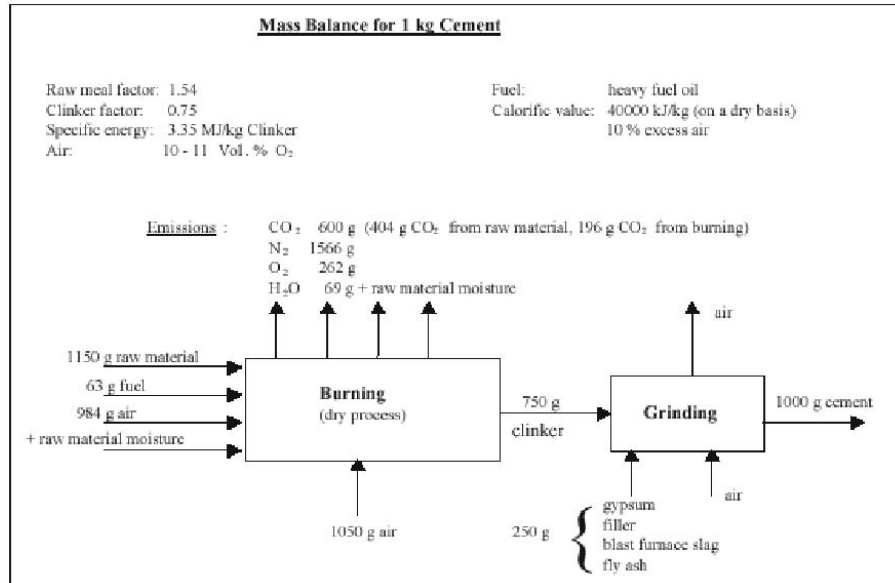 Mass Balance for 1 kg Cement
Raw meal factor: 1.54
Clinker factor: 0.75
Specific energy: 3.35 MJ/kg Clinker
Air: 10 - 11 Vol. % O₂
Fuel: heavy fuel oil
Calorific value: 40000 kJ/kg (on a dry basis)
10 % excess air
Emissions : CO₂ 600 g (404 g CO₂ from raw material, 196 g CO₂ from burning)
N₂ 1566 g
O₂ 262 g
H₂O 69 g + raw material moisture
air
1150 g raw material
63 g fuel
984 g air
+ raw material moisture
Burning
(dry process)
750 g
clinker
Grinding
1000 g cement
1050 g air
250 g
gypsum
filler
blast furnace slag
fly ash
air